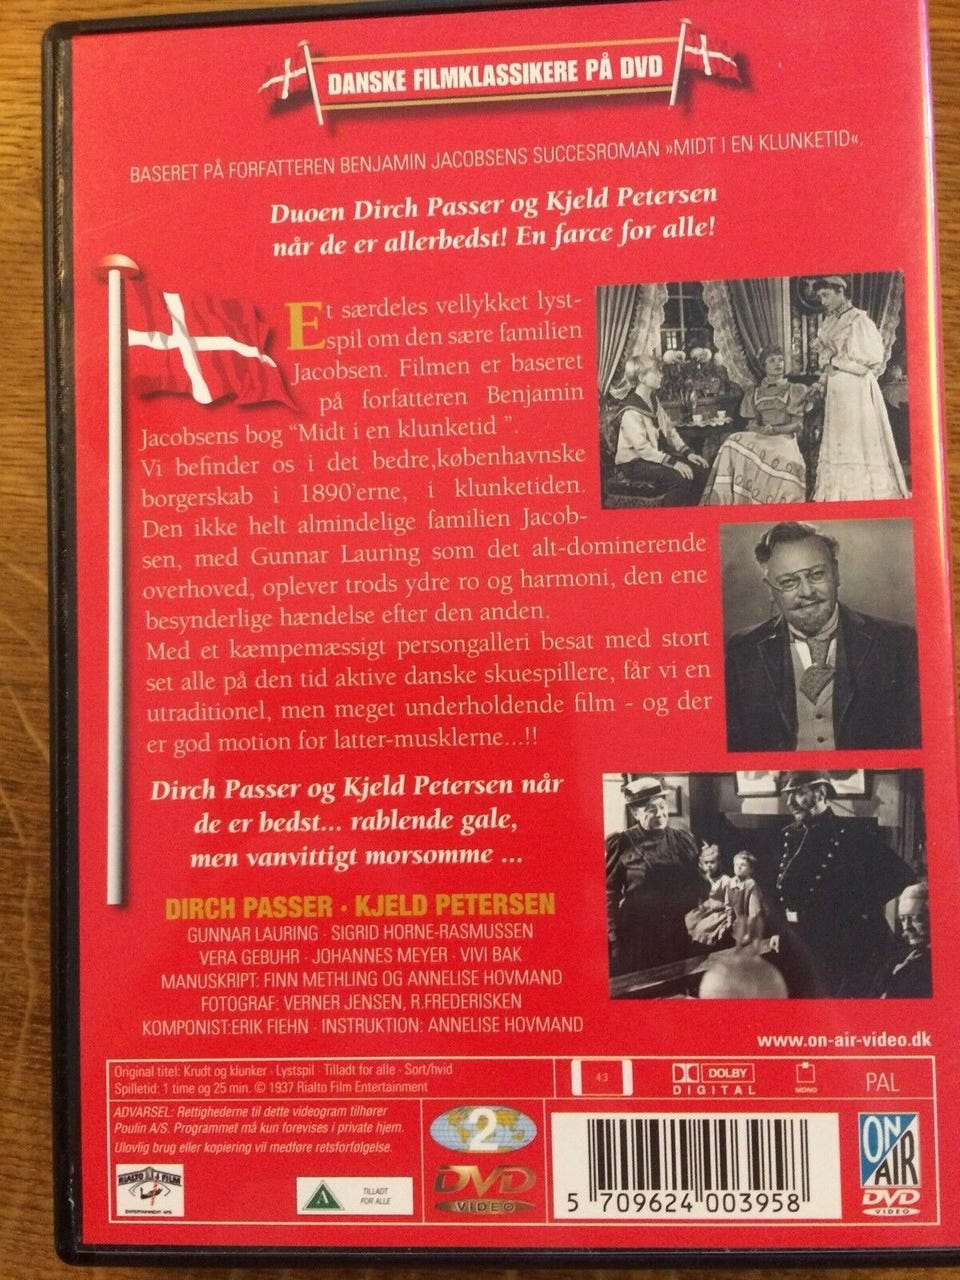 DANSKE FILMKLASSIKERE PÅ DVD
BASERET PÅ FORFATTEREN BENJAMIN JACOBSENS SUCCESROMAN »MIDT I EN KLUNKETID«.
Duoen Dirch Passer og Kjeld Petersen
når de er allerbedst! En farce for alle!
Et særdeles vellykket lyst-
spil om den sære familien
Jacobsen. Filmen er baseret
på forfatteren Benjamin
Jacobsens bog “Midt i en klunketid ”.
Vi befinder os i det bedre,københavnske
borgerskab i 1890'erne, i klunketiden.
Den ikke helt almindelige familien Jacob-
sen, med Gunnar Lauring som det alt-dominerende
overhoved, oplever trods ydre ro og harmoni, den ene
besynderlige hændelse efter den anden.
Med et kæmpemæssigt persongalleri besat med stort
set alle på den tid aktive danske skuespillere, får vi en
utraditionel, men meget underholdende film - og der
er god motion for latter-musklerne...!!
Dirch Passer og Kjeld Petersen når
de er bedst... rablende gale,
men vanvittigt morsomme ...
DIRCH PASSER · KJELD PETERSEN
GUNNAR LAURING · SIGRID HORNE-RASMUSSEN
VERA GEBUHR · JOHANNES MEYER · VIVI BAK
MANUSKRIPT: FINN METHLING OG ANNELISE HOVMAND
FOTOGRAF: VERNER JENSEN, R.FREDERISKEN
KOMPONIST:ERIK FIEHN · INSTRUKTION: ANNELISE HOVMAND
www.on-air-video.dk
Original titel: Krudt og klunker · Lystspil · Tilladt for alle · Sort/hvid
Spilletid: 1 time og 25 min. © 1937 Rialto Film Entertainment
4:3
DOLBY
DIGITAL
MONO
PAL
ADVARSEL: Rettighederne til dette videogram tilhører
Poulin A/S. Programmet må kun forevises i private hjem.
Ulovlig brug eller kopiering vil medføre retsforfølgelse.
RIALTO FILM
ENTERTAINMENT APS
A
TILLADT
FOR ALLE
2
DVD
VIDEO
5 709624 003958
ON
AIR
DVD
VIDEO